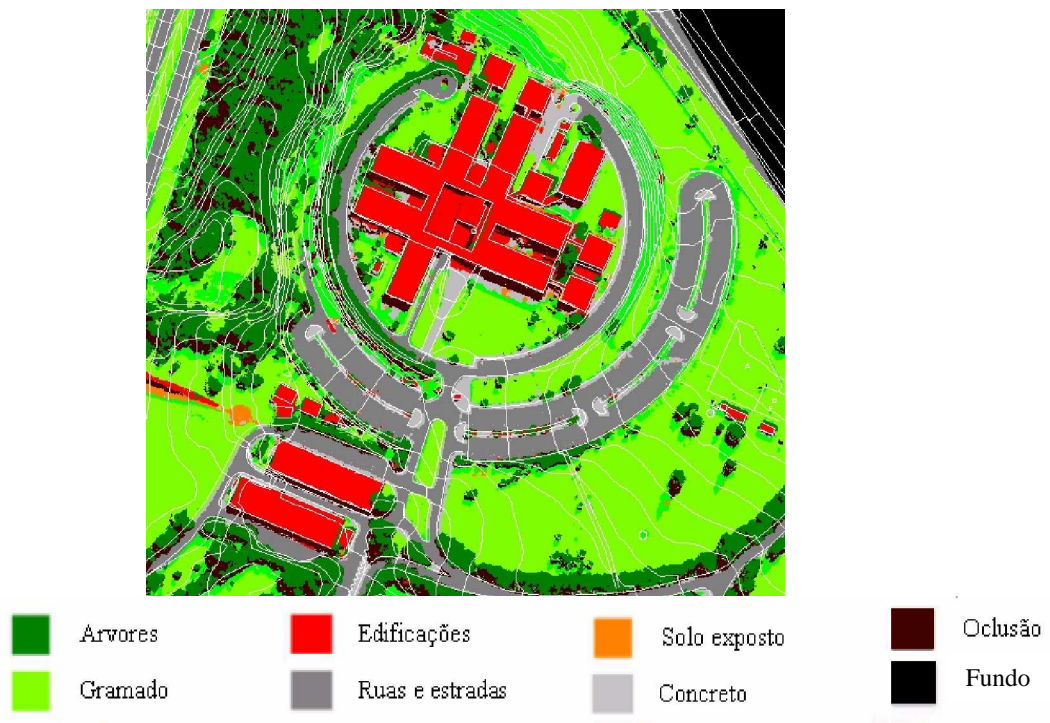 Arvores
Edificações
Solo exposto
Oclusão
Gramado
Ruas e estradas
Concreto
Fundo